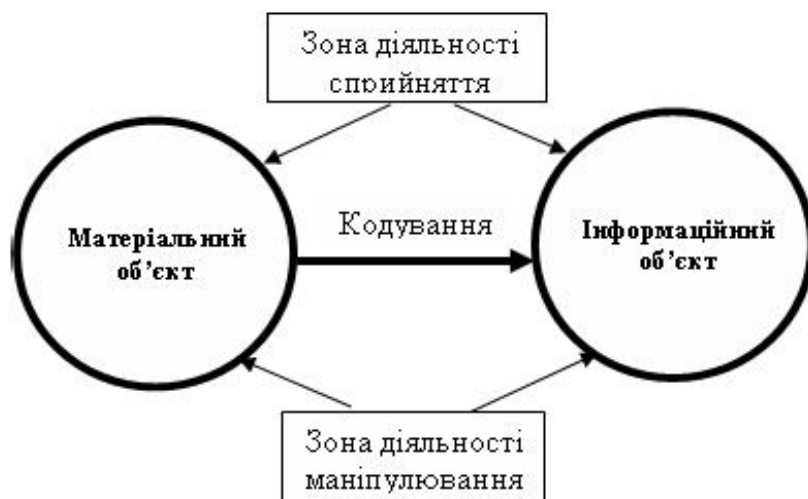 Зона діяльності
сприйняття
Кодування
Матеріальний
об’єкт
Інформаційний
об’єкт
Зона діяльності
маніпулювання